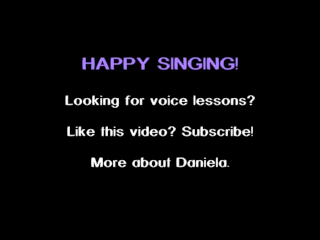 HAPPY SINGING!
Looking for voice lessons?
Like this video? Subscribe!
More about Daniela.